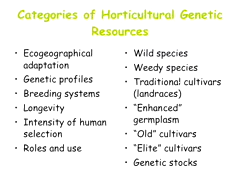 Categories of Horticultural Genetic
Resources
• Ecogeographical
adaptation
• Genetic profiles
• Breeding systems
• Longevity
• Intensity of human
selection
• Roles and use
• Wild species
• Weedy species
• Traditional cultivars
(landraces)
• “Enhanced”
germplasm
• “Old” cultivars
• “Elite” cultivars
• Genetic stocks